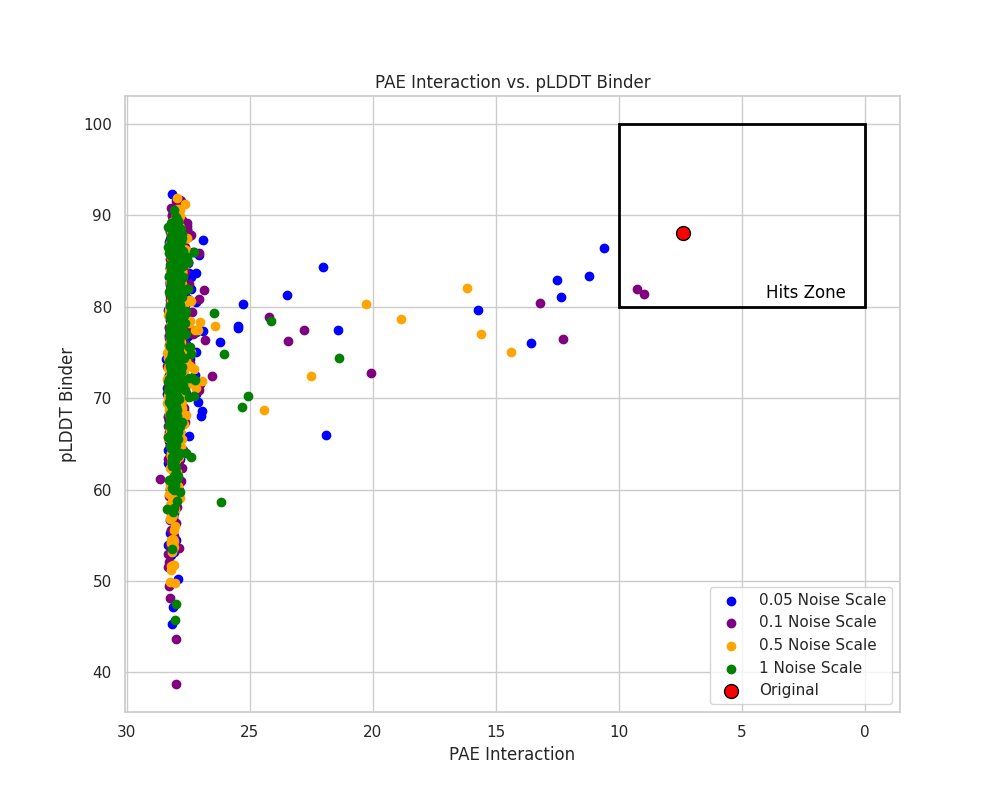 PAE Interaction vs. pLDDT Binder
100
90
80
70
60
50
40
pLDDT Binder
Hits Zone
0.05 Noise Scale
0.1 Noise Scale
0.5 Noise Scale
1 Noise Scale
Original
30 25 20 15 10 5 0
PAE Interaction